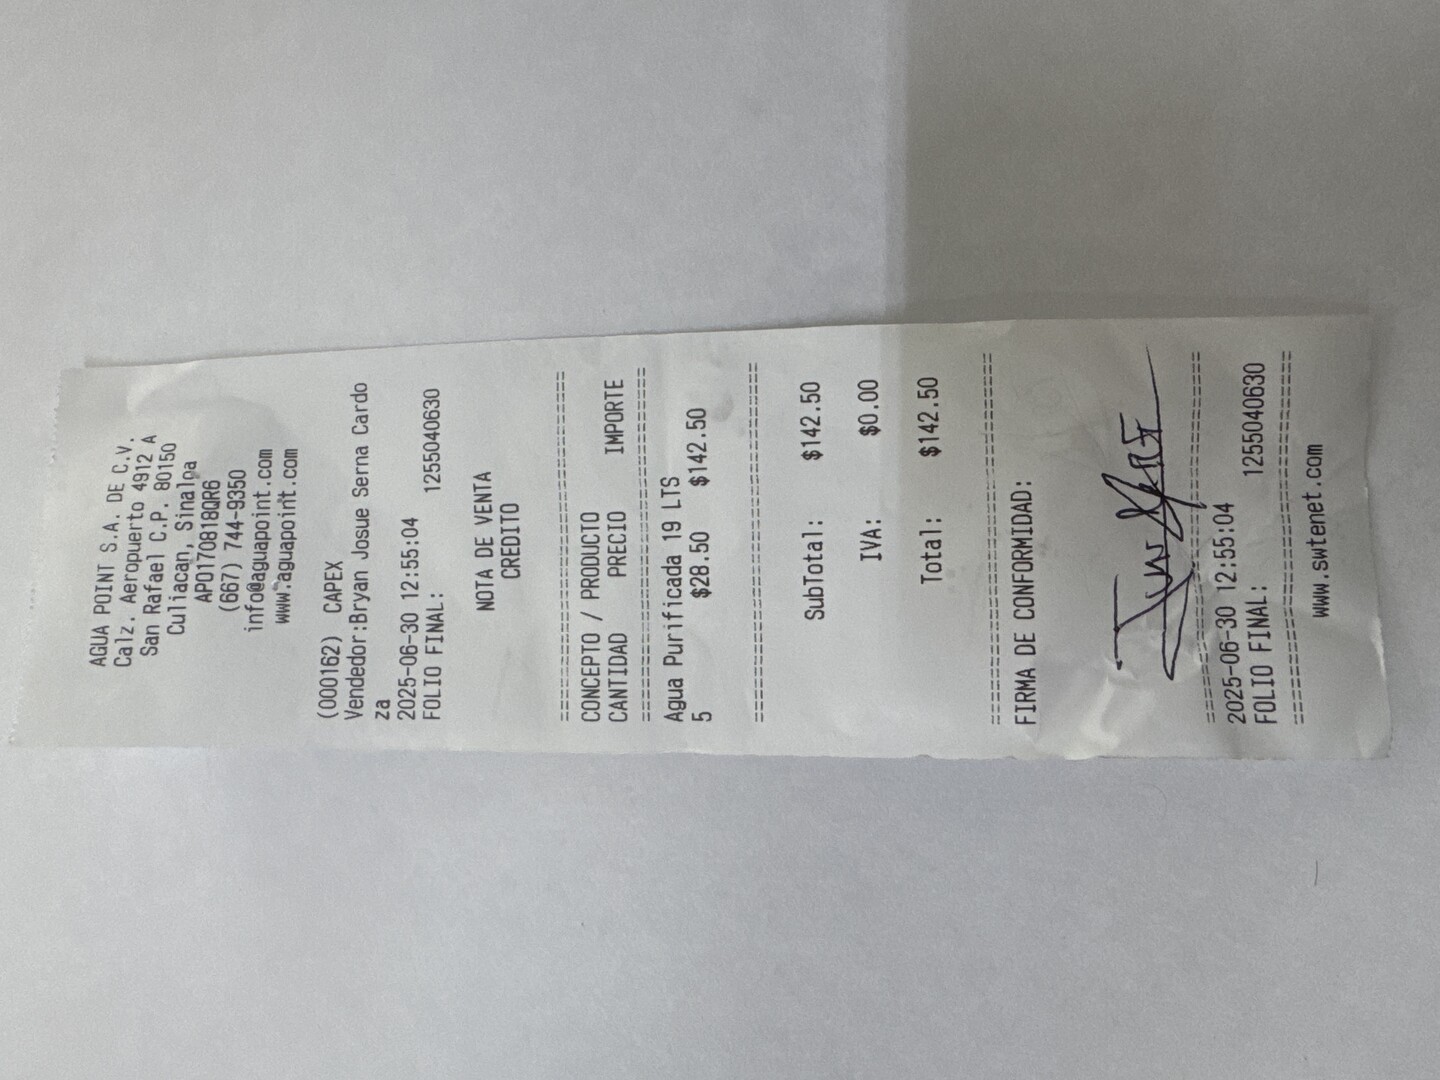 AGUA POINT S.A. DE C.V.
Calz. Aeropuerto 4912 A
San Rafael C.P. 80150
Culiacan, Sinaloa
APO170818QR6
(667) 744-9350
info@aguapoint.com
www.aguapoint.com
(000162) CAPEX
Vendedor:Bryan Josue Serna Cardo
za
2025-06-30 12:55:04
FOLIO FINAL: 1255040630
NOTA DE VENTA
CREDITO
================================
CONCEPTO / PRODUCTO
CANTIDAD PRECIO IMPORTE
================================
Agua Purificada 19 LTS
5 $28.50 $142.50
================================
SubTotal: $142.50
IVA: $0.00
Total: $142.50
================================
FIRMA DE CONFORMIDAD:
================================
2025-06-30 12:55:04
FOLIO FINAL: 1255040630
================================
www.swtenet.com